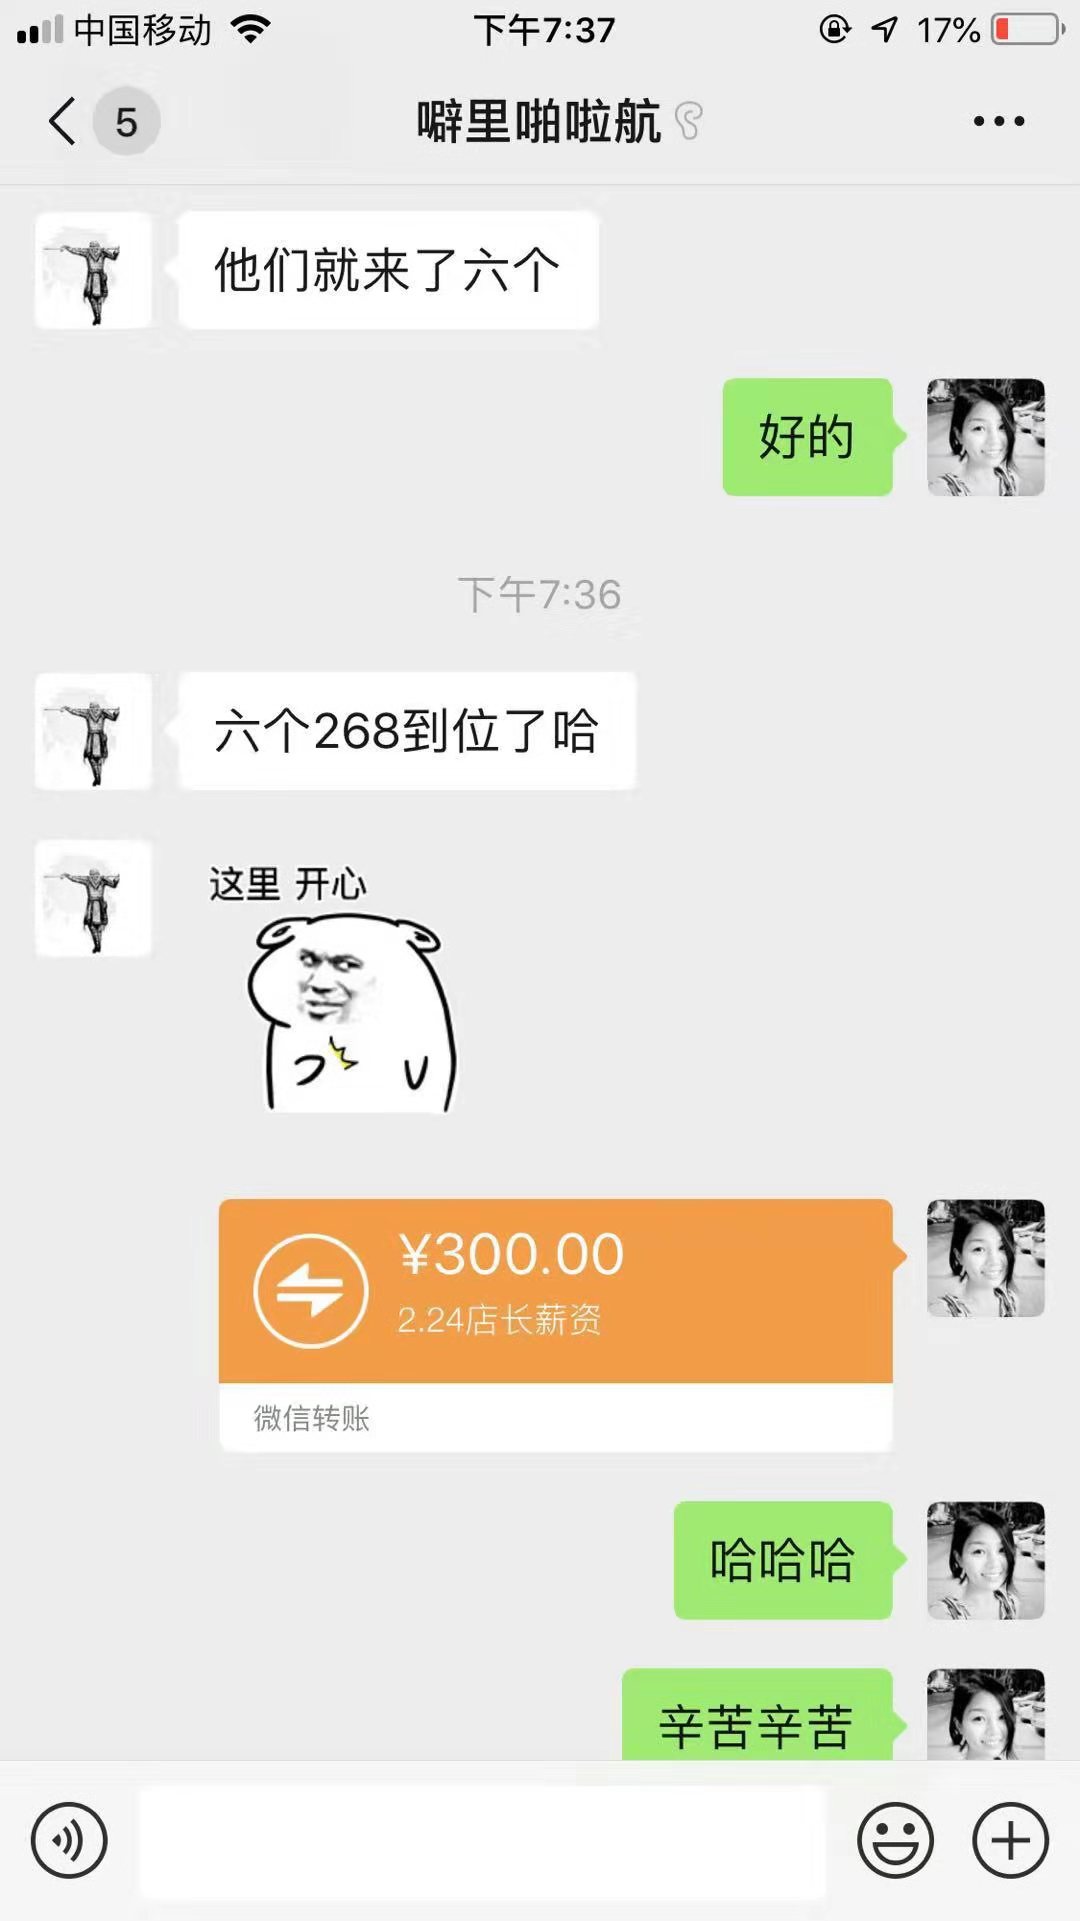 中国移动 下午7:37 17%
5 噼里啪啦航
他们就来了六个
好的
下午7:36
六个268到位了哈
这里 开心
¥300.00
2.24店长薪资
微信转账
哈哈哈
辛苦辛苦